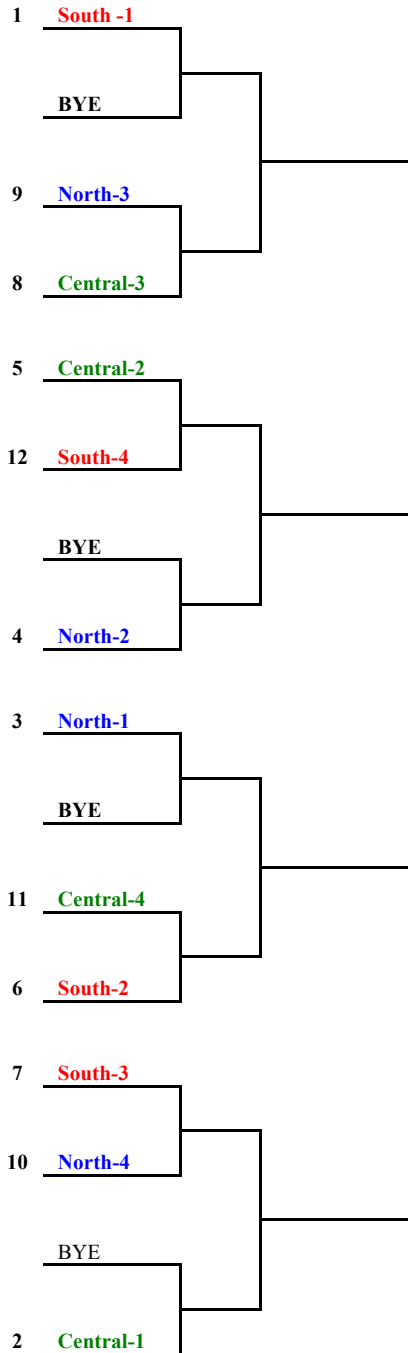 1 South -1
BYE
9 North-3
8 Central-3
5 Central-2
12 South-4
BYE
4 North-2
3 North-1
BYE
11 Central-4
6 South-2
7 South-3
10 North-4
BYE
2 Central-1